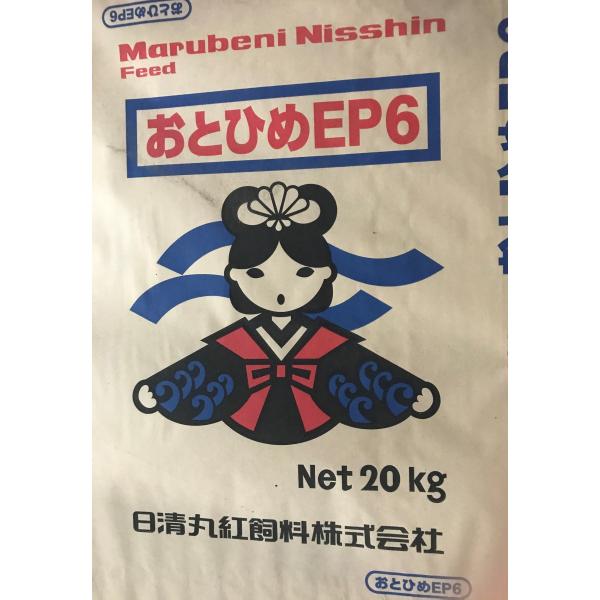 おとひめEP6
Marubeni Nisshin
Feed
おとひめEP6
Net 20 kg
日清丸紅飼料株式会社
おとひめEP6